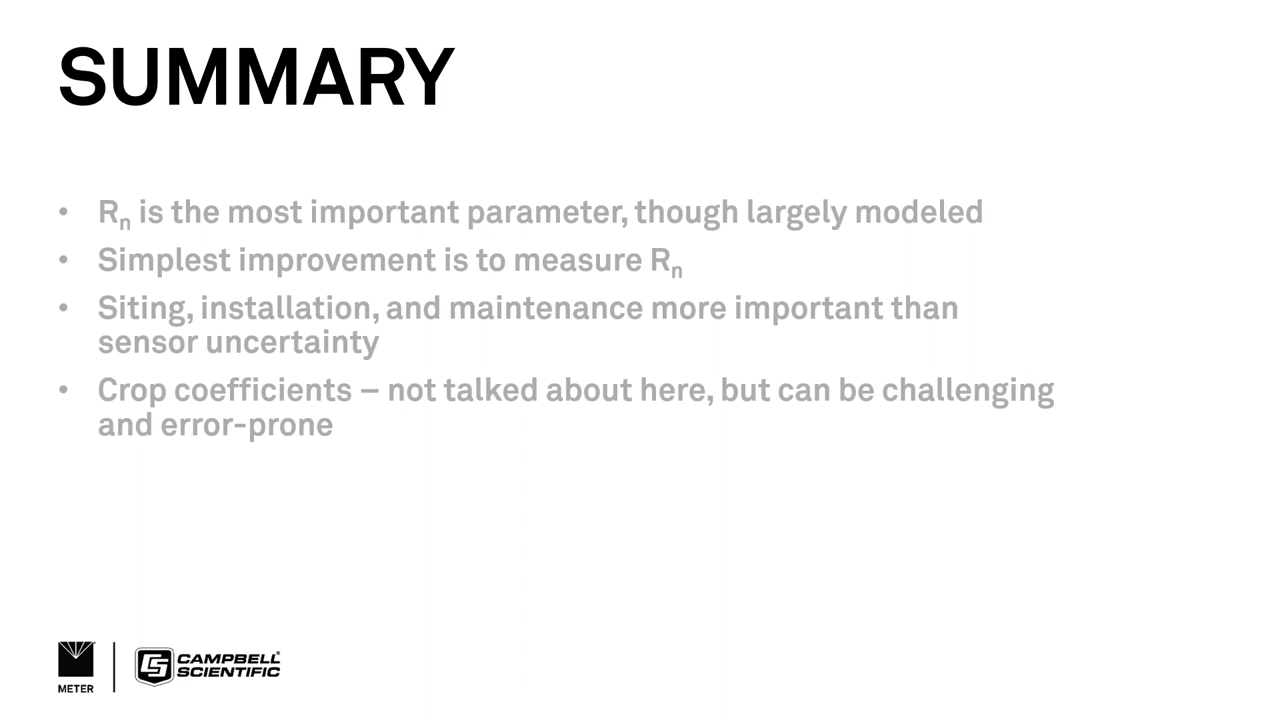 SUMMARY
• Rn is the most important parameter, though largely modeled
• Simplest improvement is to measure Rn
• Siting, installation, and maintenance more important than
sensor uncertainty
• Crop coefficients – not talked about here, but can be challenging
and error-prone
METER
CAMPBELL
SCIENTIFIC